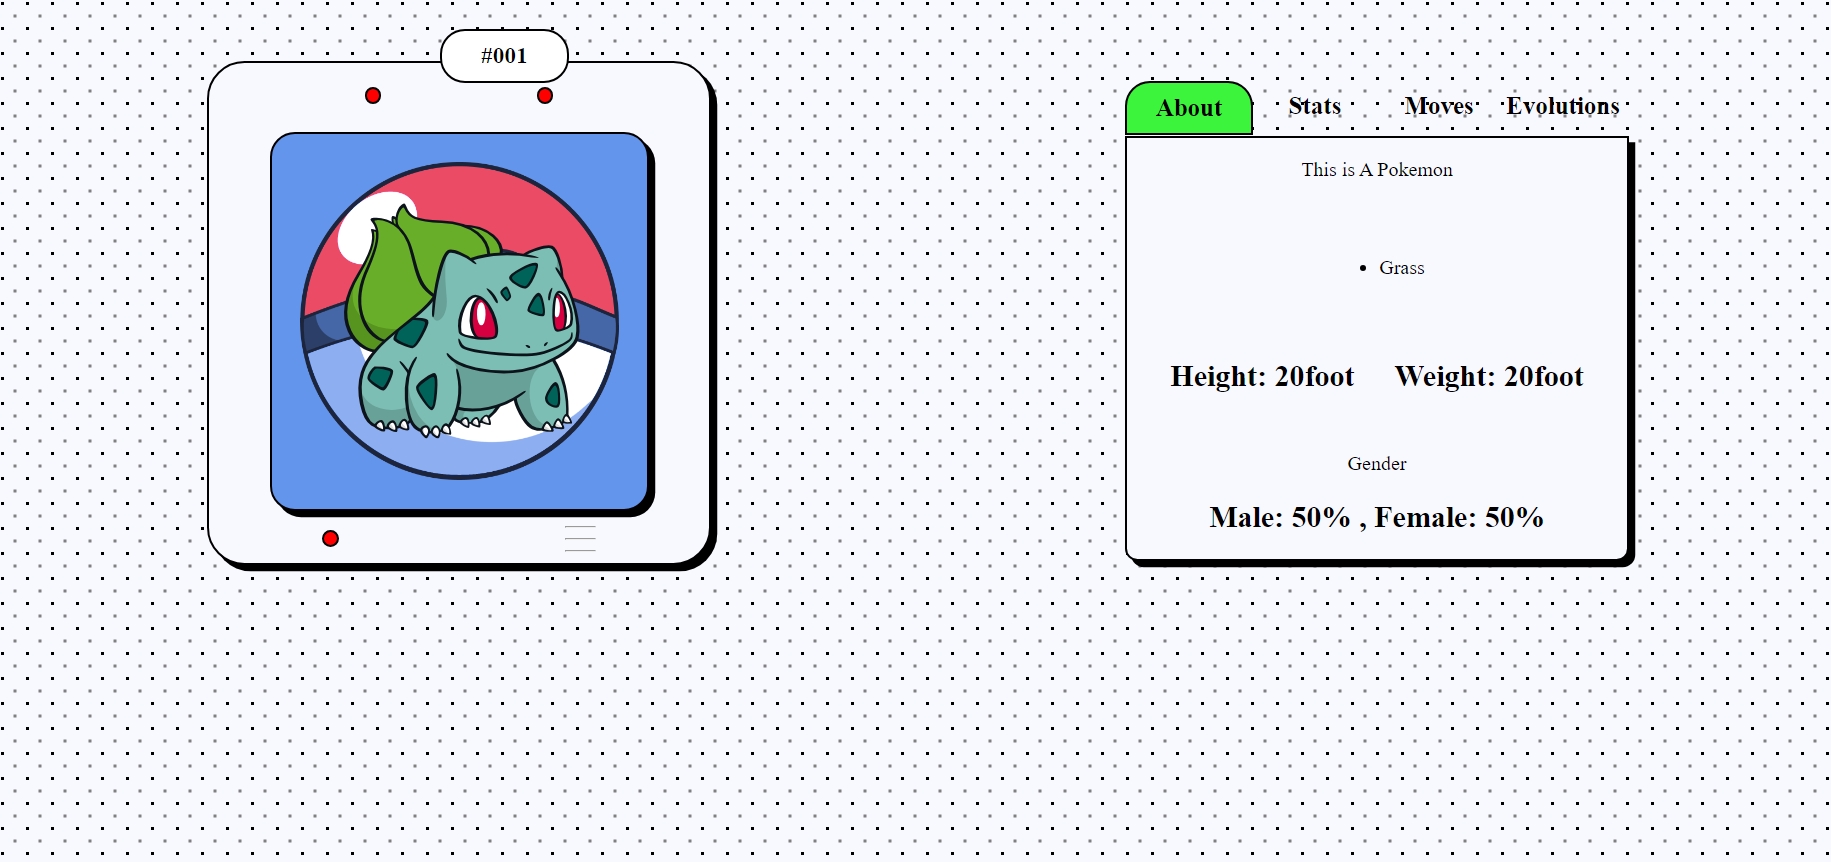 #001
About Stats Moves Evolutions
This is A Pokemon
Grass
Height: 20foot Weight: 20foot
Gender
Male: 50% , Female: 50%